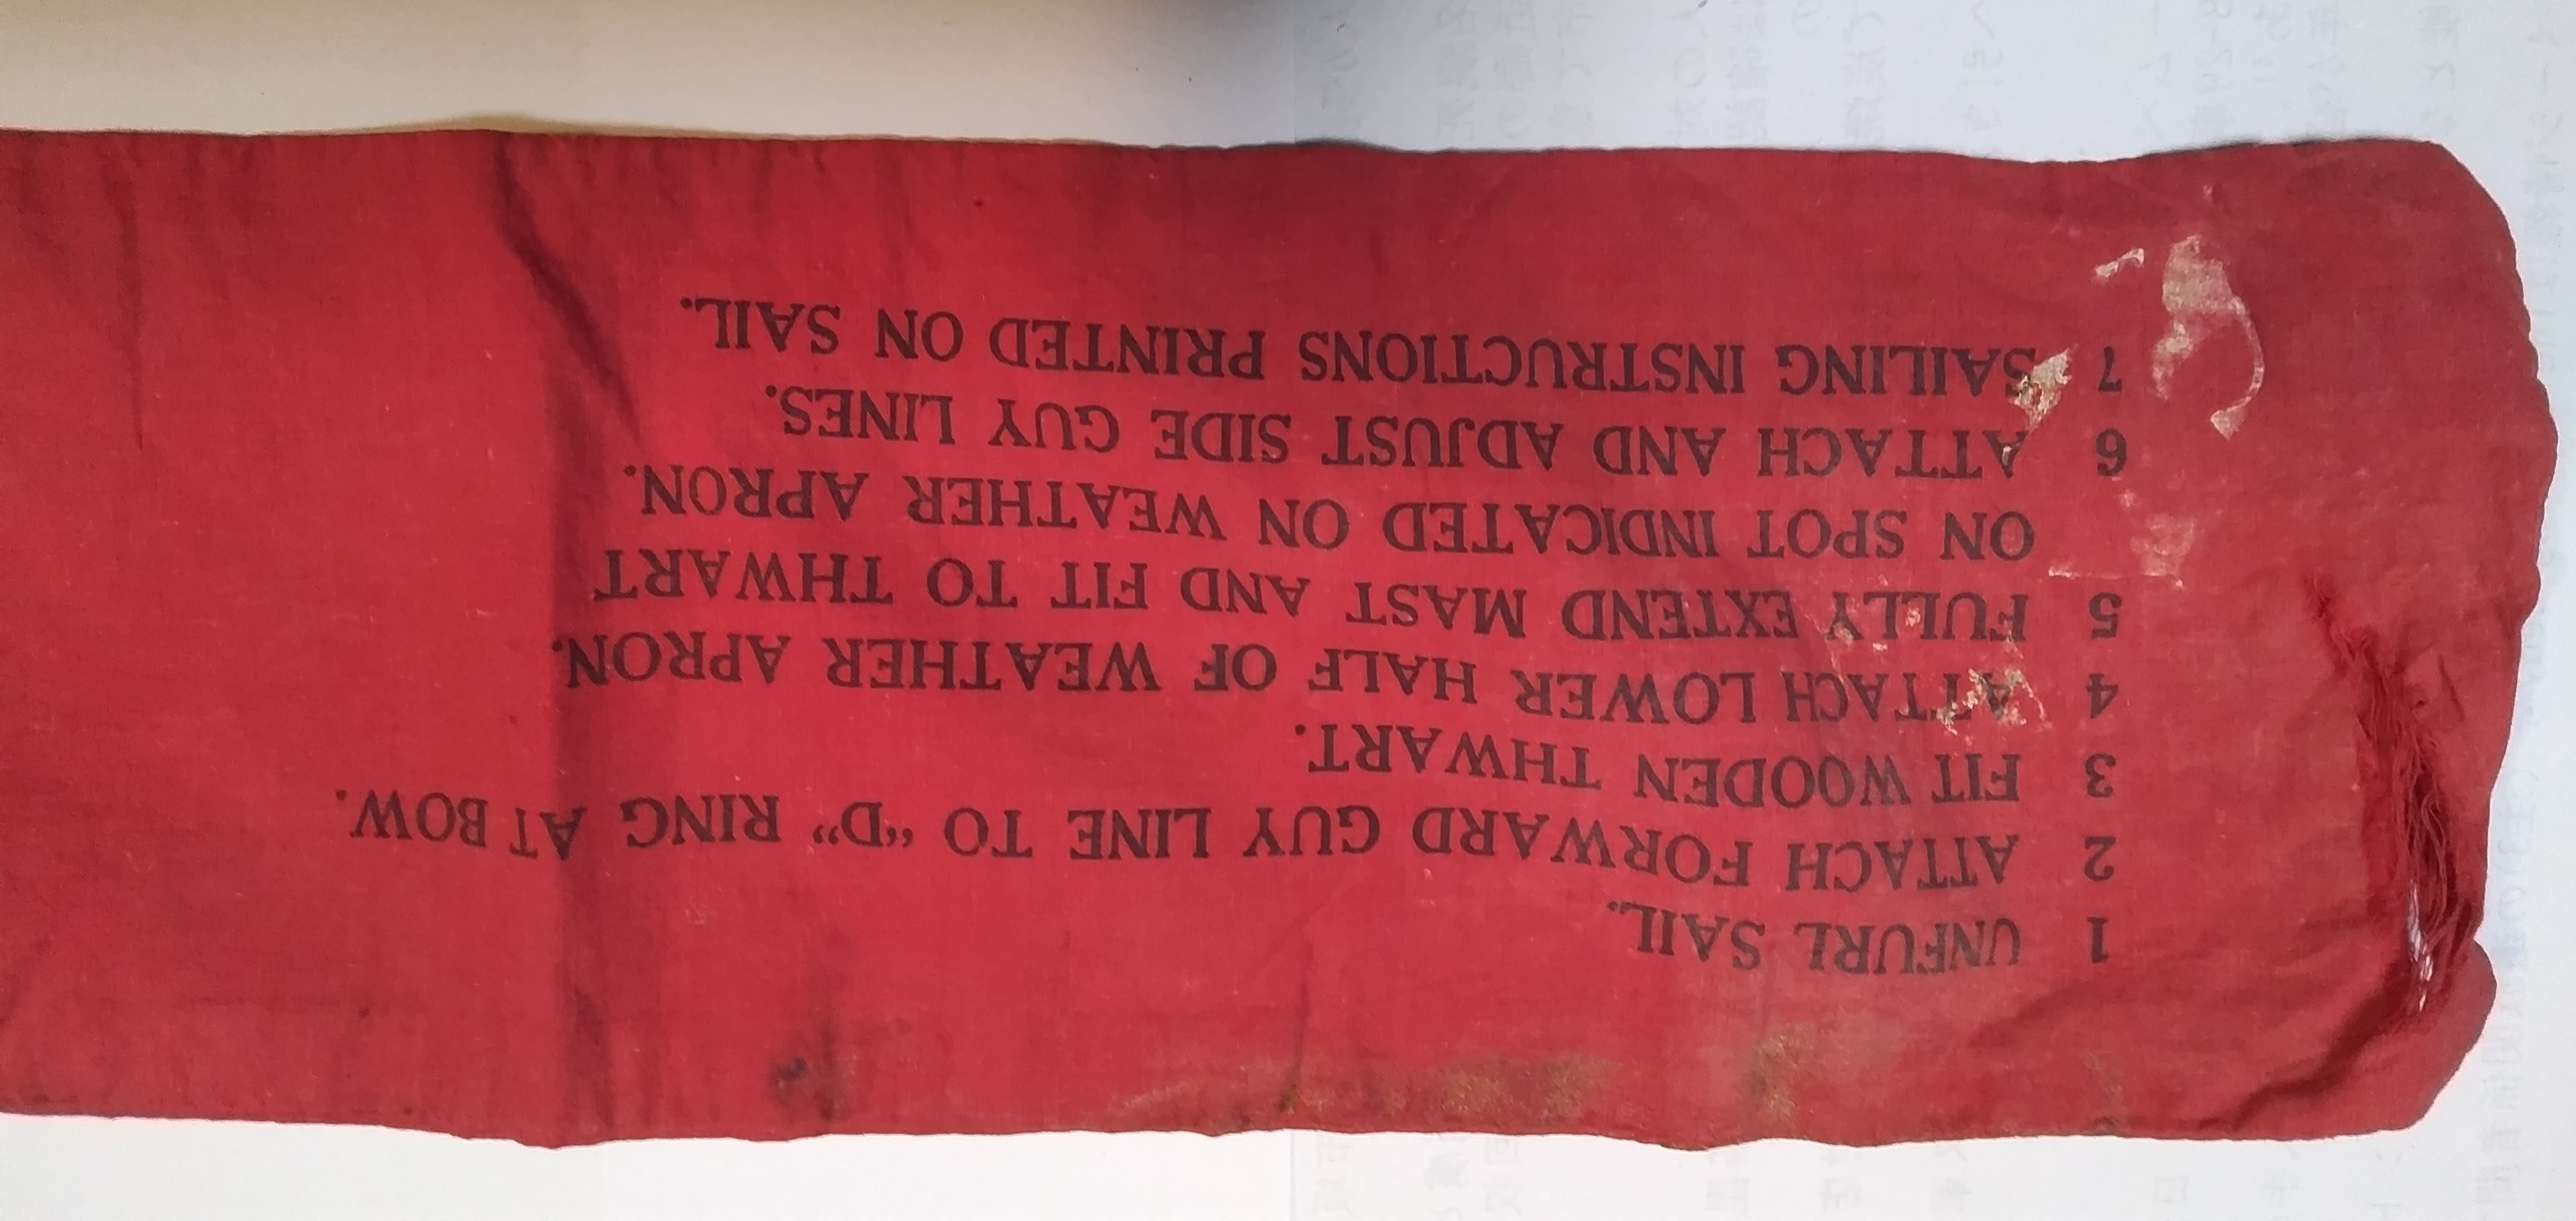 1 UNFURL SAIL.
2 ATTACH FORWARD GUY LINE TO “D” RING AT BOW.
3 FIT WOODEN THWART.
4 ATTACH LOWER HALF OF WEATHER APRON.
5 FULLY EXTEND MAST AND FIT TO THWART
ON SPOT INDICATED ON WEATHER APRON.
6 ATTACH AND ADJUST SIDE GUY LINES.
7 SAILING INSTRUCTIONS PRINTED ON SAIL.